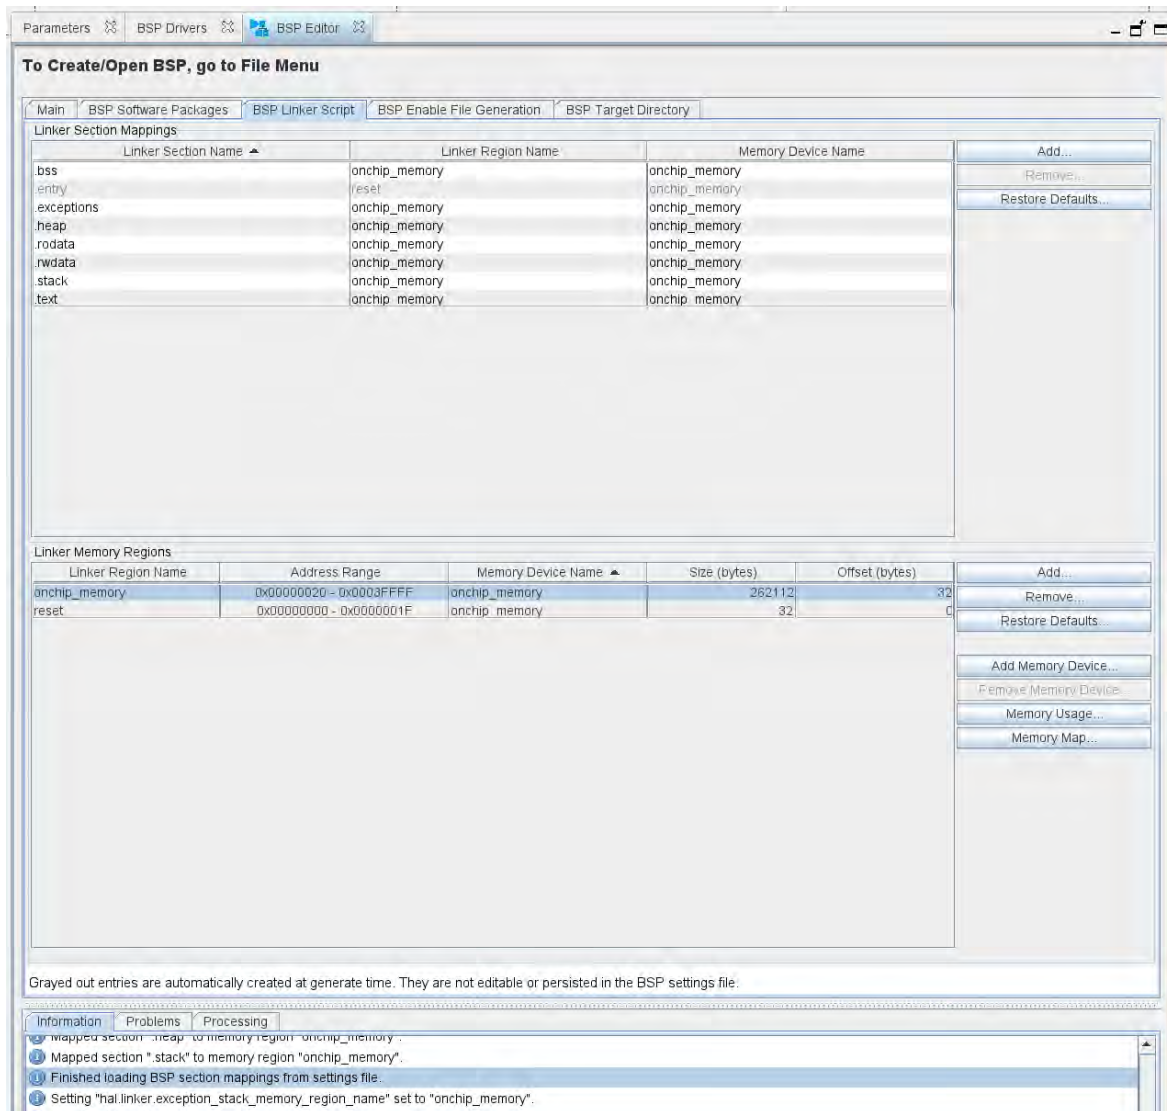 Parameters BSP Drivers BSP Editor
To Create/Open BSP, go to File Menu
Main BSP Software Packages BSP Linker Script BSP Enable File Generation BSP Target Directory
Linker Section Mappings
Linker Section Name Linker Region Name Memory Device Name Add...
.bss onchip_memory onchip_memory Remove...
.entry reset onchip_memory Restore Defaults...
.exceptions onchip_memory onchip_memory
.heap onchip_memory onchip_memory
.rodata onchip_memory onchip_memory
.rwdata onchip_memory onchip_memory
.stack onchip_memory onchip_memory
.text onchip_memory onchip_memory
Linker Memory Regions
Linker Region Name Address Range Memory Device Name Size (bytes) Offset (bytes) Add...
onchip_memory 0x00000020 - 0x0003FFFF onchip_memory 262112 32 Remove...
reset 0x00000000 - 0x0000001F onchip_memory 32 0 Restore Defaults...
Add Memory Device...
Remove Memory Device...
Memory Usage...
Memory Map...
Grayed out entries are automatically created at generate time. They are not editable or persisted in the BSP settings file.
Information Problems Processing
Mapped section ".heap" to memory region "onchip_memory".
Mapped section ".stack" to memory region "onchip_memory".
Finished loading BSP section mappings from settings file.
Setting "hal.linker.exception_stack_memory_region_name" set to "onchip_memory".